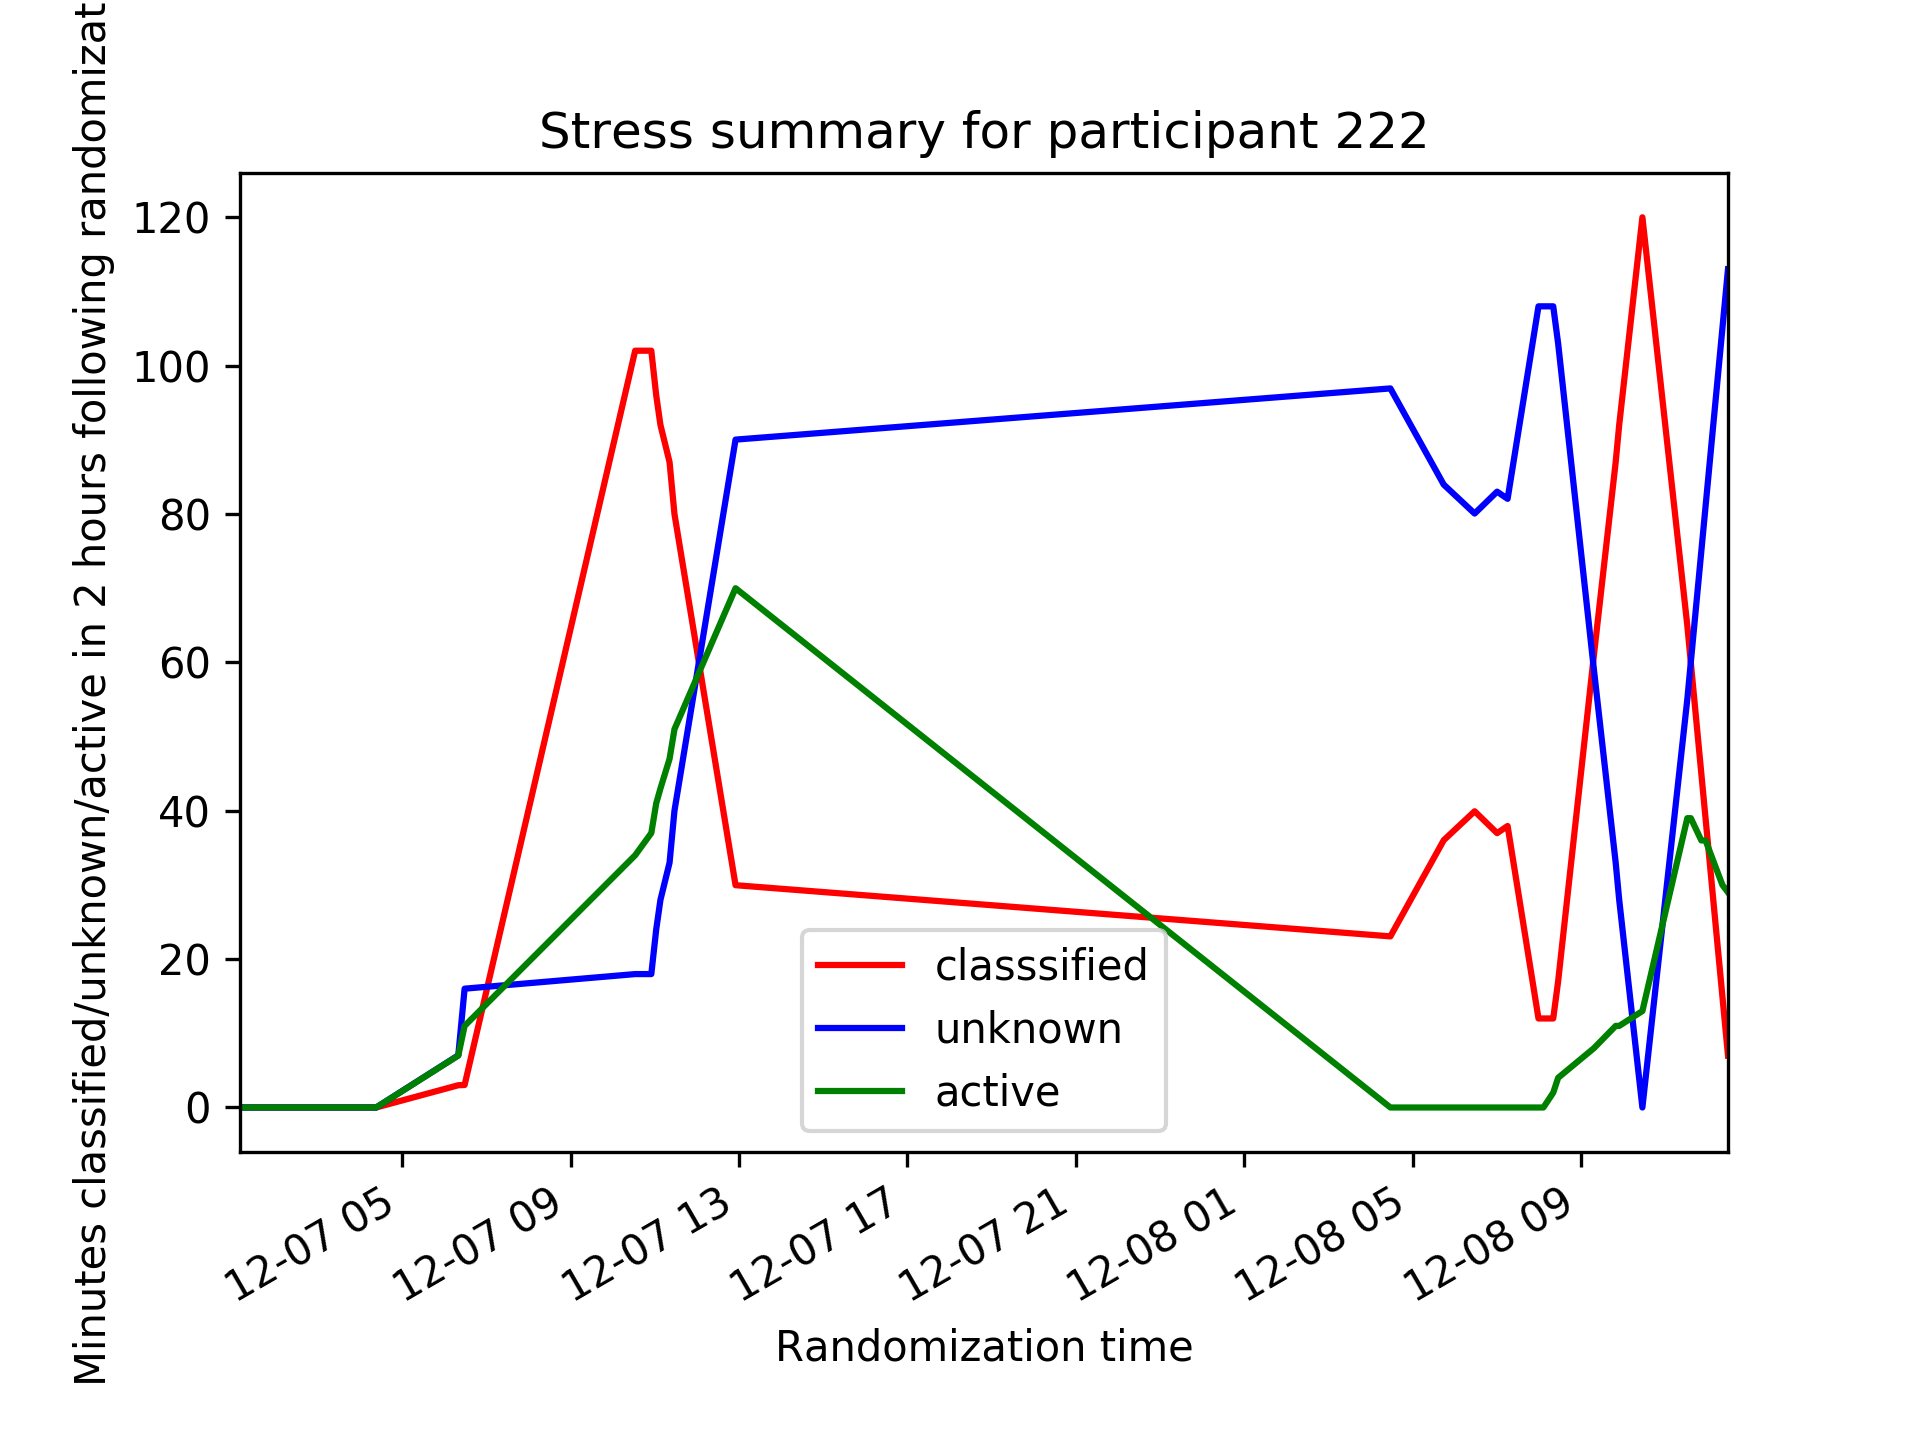 Stress summary for participant 222
Minutes classified/unknown/active in 2 hours following randomizat
120
100
80
60
40
20
0
classsified
unknown
active
12-07 05
12-07 09
12-07 13
12-07 17
12-07 21
12-08 01
12-08 05
12-08 09
Randomization time